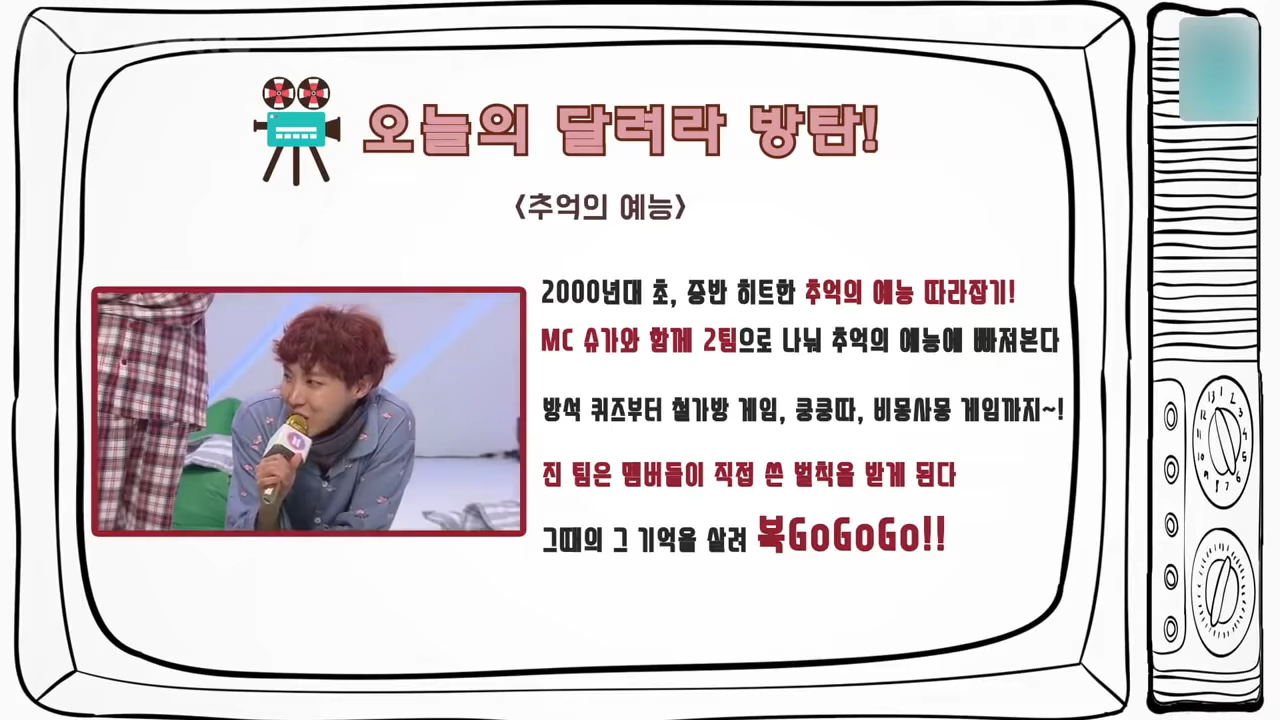 오늘의 달려라 방탄!
<추억의 예능>
2000년대 초, 중반 히트한 추억의 예능 따라잡기!
MC 슈가와 함께 2팀으로 나눠 추억의 예능에 빠져본다
방석 퀴즈부터 철가방 게임, 쿵쿵따, 비몽사몽 게임까지~!
진 팀은 멤버들이 직접 쓴 벌칙을 받게 된다
그때의 그 기억을 살려 북GoGoGo!!